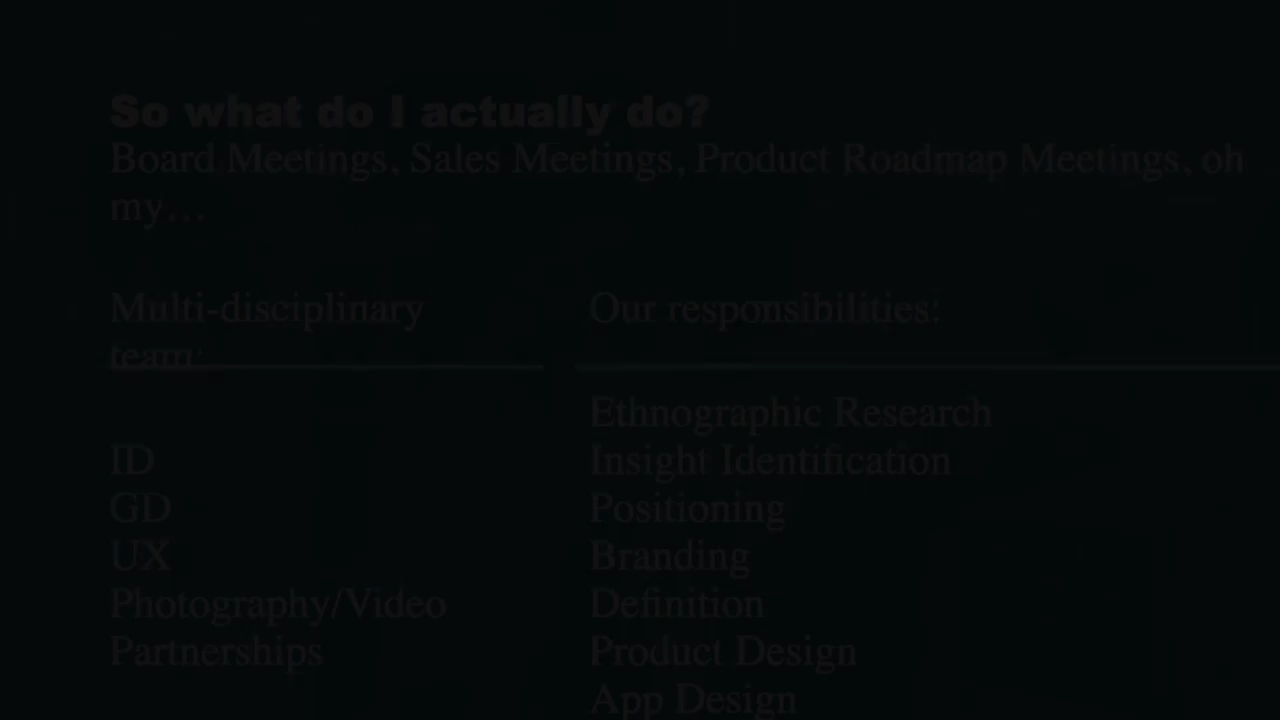 So what do I actually do?
Board Meetings, Sales Meetings, Product Roadmap Meetings, oh
my...
Multi-disciplinary
team:
Our responsibilities:
ID
GD
UX
Photography/Video
Partnerships
Ethnographic Research
Insight Identification
Positioning
Branding
Definition
Product Design
App Design